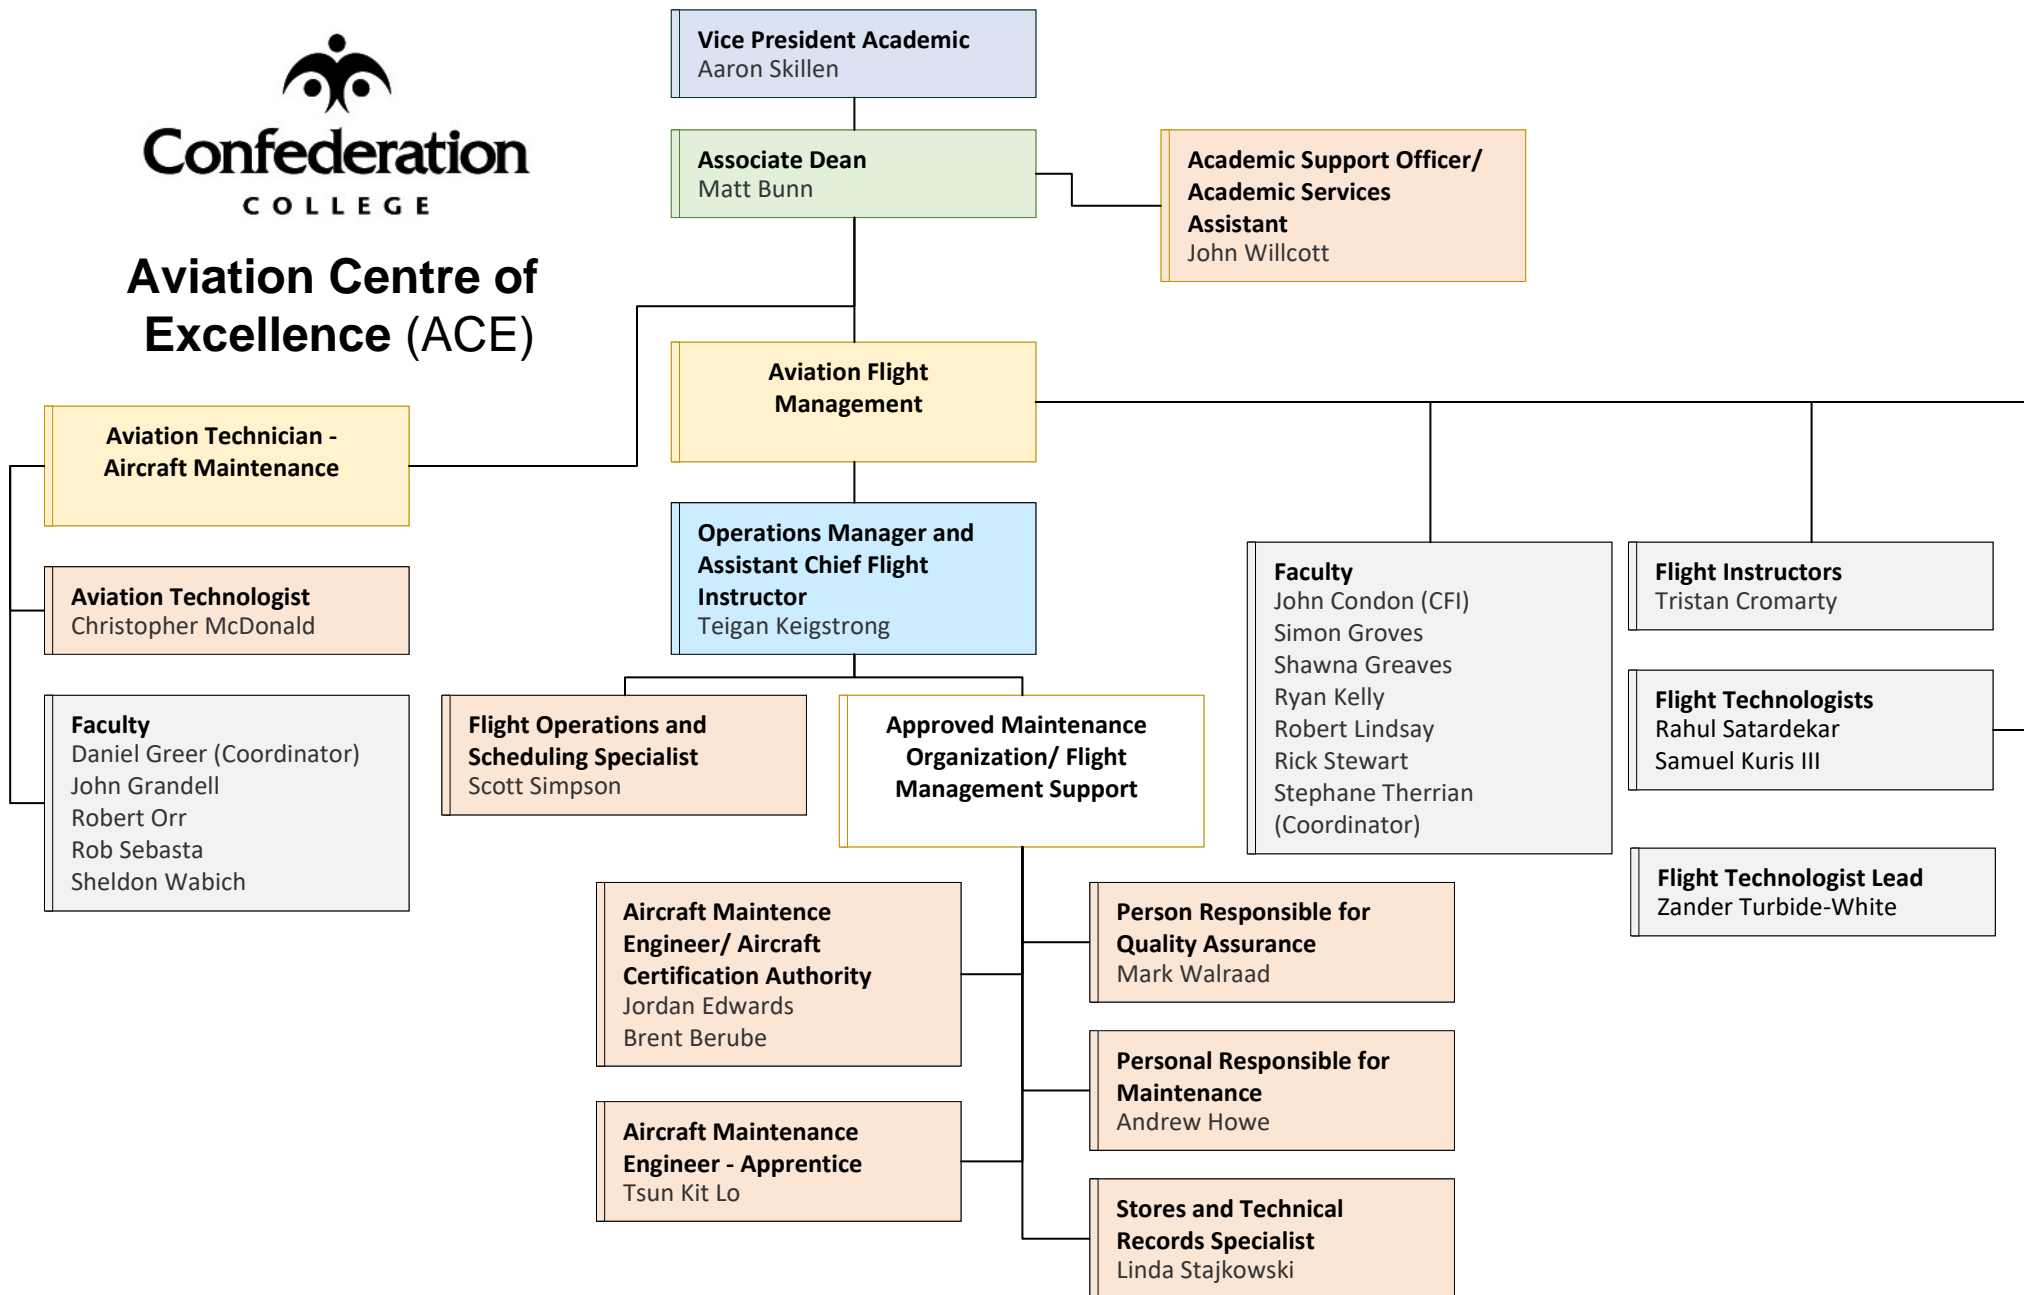 Confederation
COLLEGE
Aviation Centre of
Excellence (ACE)
Vice President Academic
Aaron Skillen
Associate Dean
Matt Bunn
Academic Support Officer/
Academic Services
Assistant
John Willcott
Aviation Flight
Management
Aviation Technician -
Aircraft Maintenance
Aviation Technologist
Christopher McDonald
Faculty
Daniel Greer (Coordinator)
John Grandell
Robert Orr
Rob Sebasta
Sheldon Wabich
Operations Manager and
Assistant Chief Flight
Instructor
Teigan Keigstrong
Flight Operations and
Scheduling Specialist
Scott Simpson
Approved Maintenance
Organization/ Flight
Management Support
Aircraft Maintence
Engineer/ Aircraft
Certification Authority
Jordan Edwards
Brent Berube
Aircraft Maintenance
Engineer - Apprentice
Tsun Kit Lo
Person Responsible for
Quality Assurance
Mark Walraad
Personal Responsible for
Maintenance
Andrew Howe
Stores and Technical
Records Specialist
Linda Stajkowski
Faculty
John Condon (CFI)
Simon Groves
Shawna Greaves
Ryan Kelly
Robert Lindsay
Rick Stewart
Stephane Therrian
(Coordinator)
Flight Instructors
Tristan Cromarty
Flight Technologists
Rahul Satardekar
Samuel Kuris III
Flight Technologist Lead
Zander Turbide-White